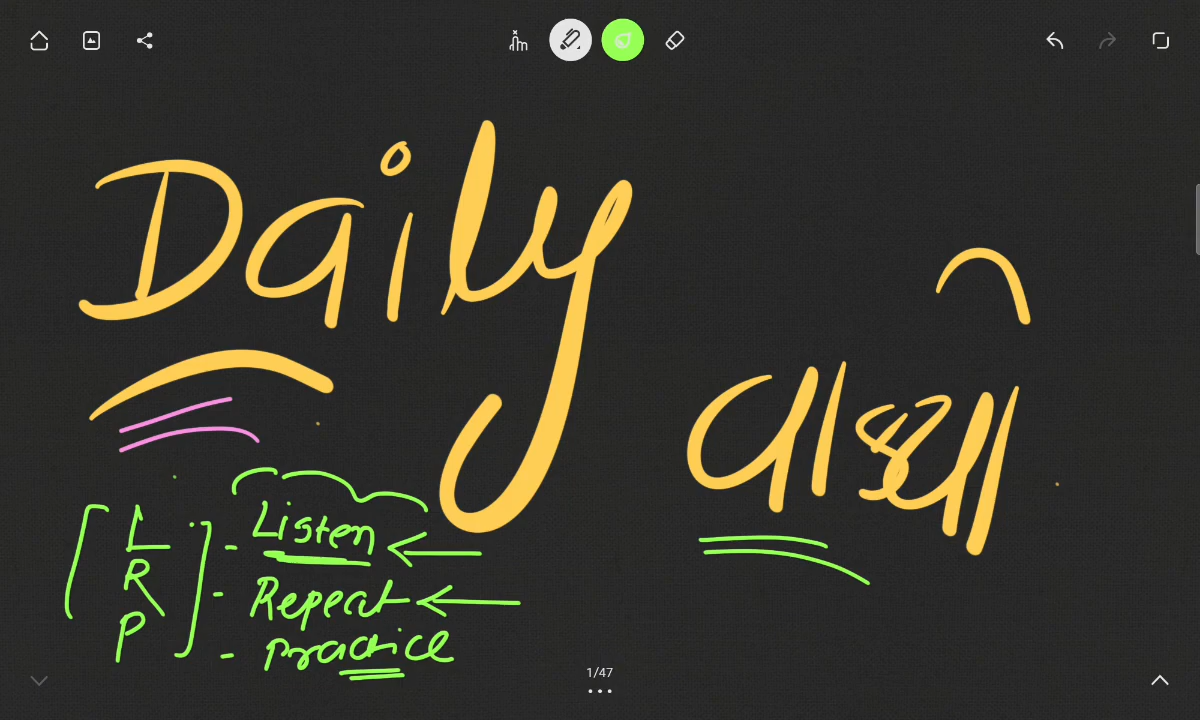 Daily વાક્યો
[L - Listen ←
R - Repeat ←
P] - Practice
1/47